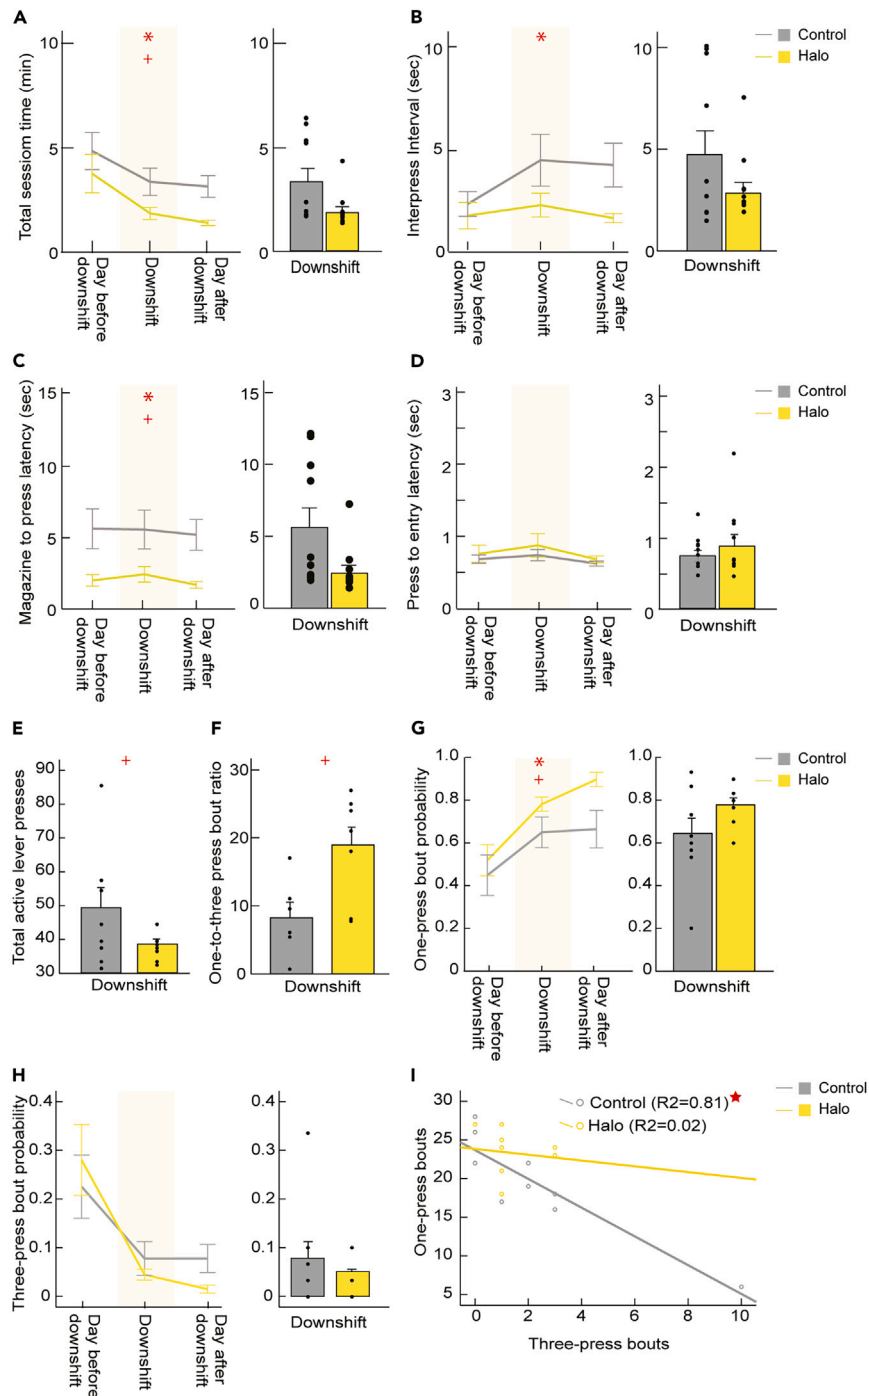 A
Total sessiom time (min)
10
5
0
*
+
Day before
downshift
Downshift
Day after
downshift
10
5
0
Downshift
B
Interpress Interval (sec)
10
5
0
*
Day before
downshift
Downshift
Day after
downshift
10
5
0
Downshift
Control
Halo
C
Magazine to press latency (sec)
15
10
5
0
*
+
Day before
downshift
Downshift
Day after
downshift
15
10
5
0
Downshift
D
Press to entry latency (sec)
3
2
1
0
Day before
downshift
Downshift
Day after
downshift
3
2
1
0
Downshift
Control
Halo
E
Total active lever presses
90
80
70
60
50
40
30
+
Downshift
F
One-to-three press bout ratio
30
20
10
0
+
Downshift
G
One-press bout probability
1.0
0.8
0.6
0.4
0.2
0
*
+
Day before
downshift
Downshift
Day after
downshift
1.0
0.8
0.6
0.4
0.2
0
Downshift
Control
Halo
H
Three-press bout probability
0.4
0.3
0.2
0.1
0
Day before
downshift
Downshift
Day after
downshift
0.4
0.3
0.2
0.1
0
Downshift
I
One-press bouts
30
25
20
15
10
5
Control (R2=0.81)
Halo (R2=0.02)
0
2
4
6
8
10
Three-press bouts
Control
Halo